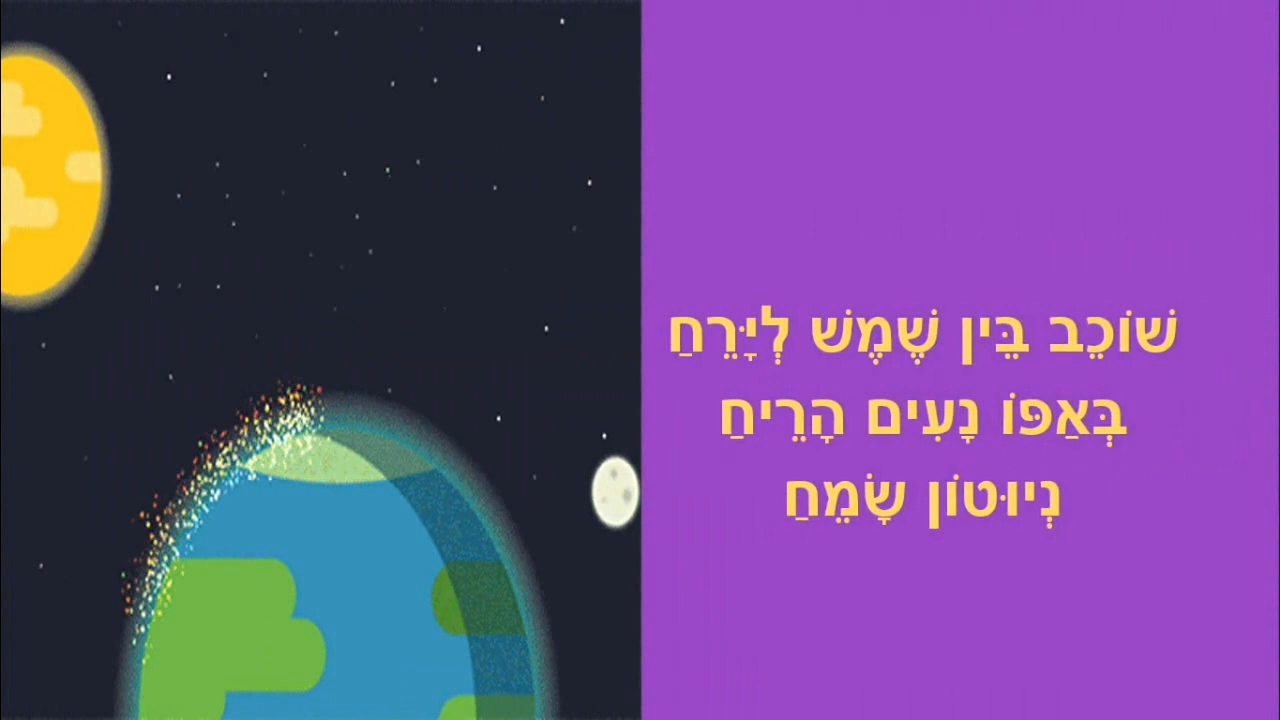 שׁוֹכֵב בֵּין שֶׁמֶשׁ לְיָּרֵחַ
בְּאַפּוֹ נָעִים הָרֵיחַ
נְיוּטוֹן שָׂמֵחַ